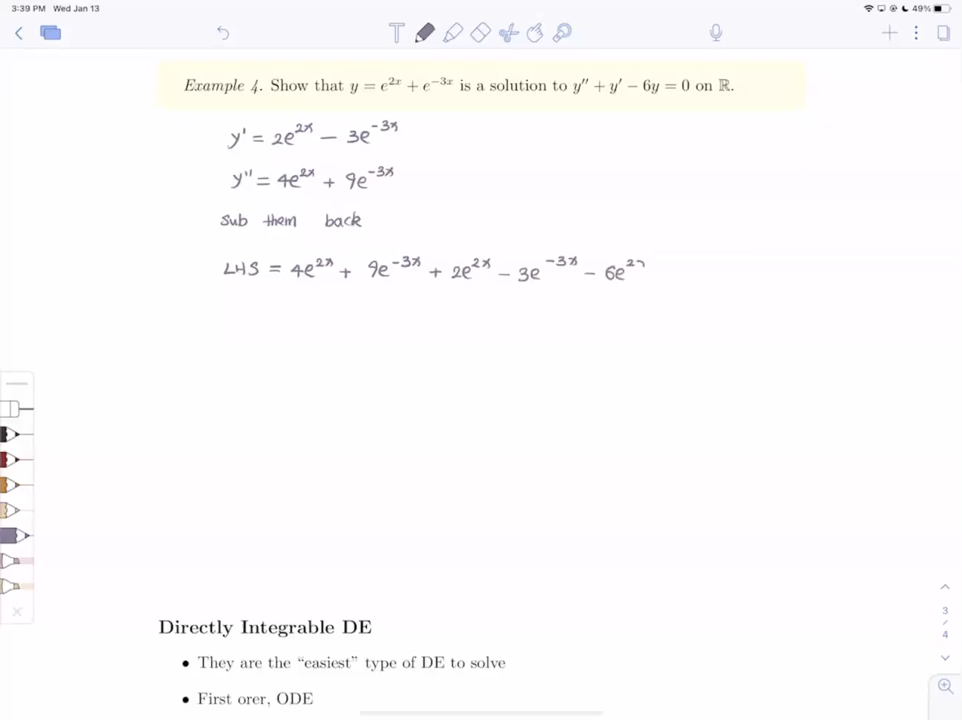 3:39 PM Wed Jan 13
49%
Example 4. Show that y = e^{2x} + e^{−3x} is a solution to y″ + y′ − 6y = 0 on ℝ.
y' = 2e^{2x} − 3e^{−3x}
y'' = 4e^{2x} + 9e^{−3x}
Sub them back
LHS = 4e^{2x} + 9e^{−3x} + 2e^{2x} − 3e^{−3x} − 6e^{2
3
/
4
Directly Integrable DE
• They are the “easiest” type of DE to solve
• First orer, ODE